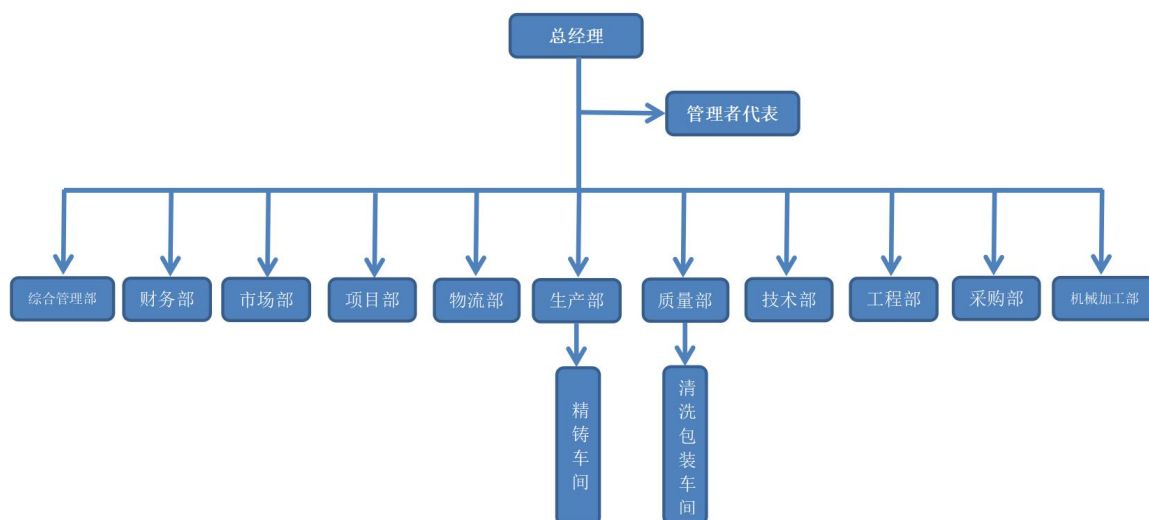 总经理
管理者代表
综合管理部
财务部
市场部
项目部
物流部
生产部
质量部
技术部
工程部
采购部
机械加工部
精铸车间
清洗包装车间